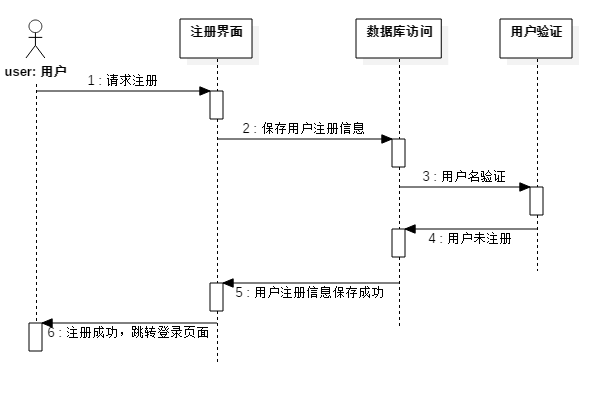 注册界面
数据库访问
用户验证
user: 用户
1 : 请求注册
2 : 保存用户注册信息
3 : 用户名验证
4 : 用户未注册
5 : 用户注册信息保存成功
6 : 注册成功，跳转登录页面